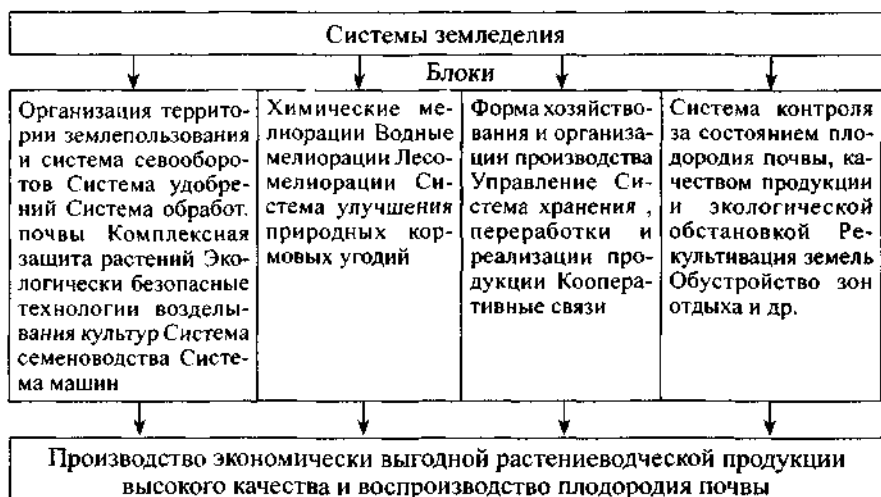 Системы земледелия
Блоки
Организация террито-
рии землепользования
и система севооборо-
тов Система удобре-
ний Система обработ.
почвы Комплексная
защита растений Эко-
логически безопасные
технологии возделы-
вания культур Система
семеноводства Систе-
ма машин
Химические ме-
лиорации Водные
мелиорации Лесо-
мелиорации Си-
стема улучшения
природных кор-
мовых угодий
Форма хозяйство-
вания и организа-
ции производства
Управление Си-
стема хранения ,
переработки и
реализации про-
дукции Коопера-
тивные связи
Система контроля
за состоянием пло-
дородия почвы, ка-
чеством продукции
и экологической
обстановкой Ре-
культивация земель
Обустройство зон
отдыха и др.
Производство экономически выгодной растениеводческой продукции
высокого качества и воспроизводство плодородия почвы